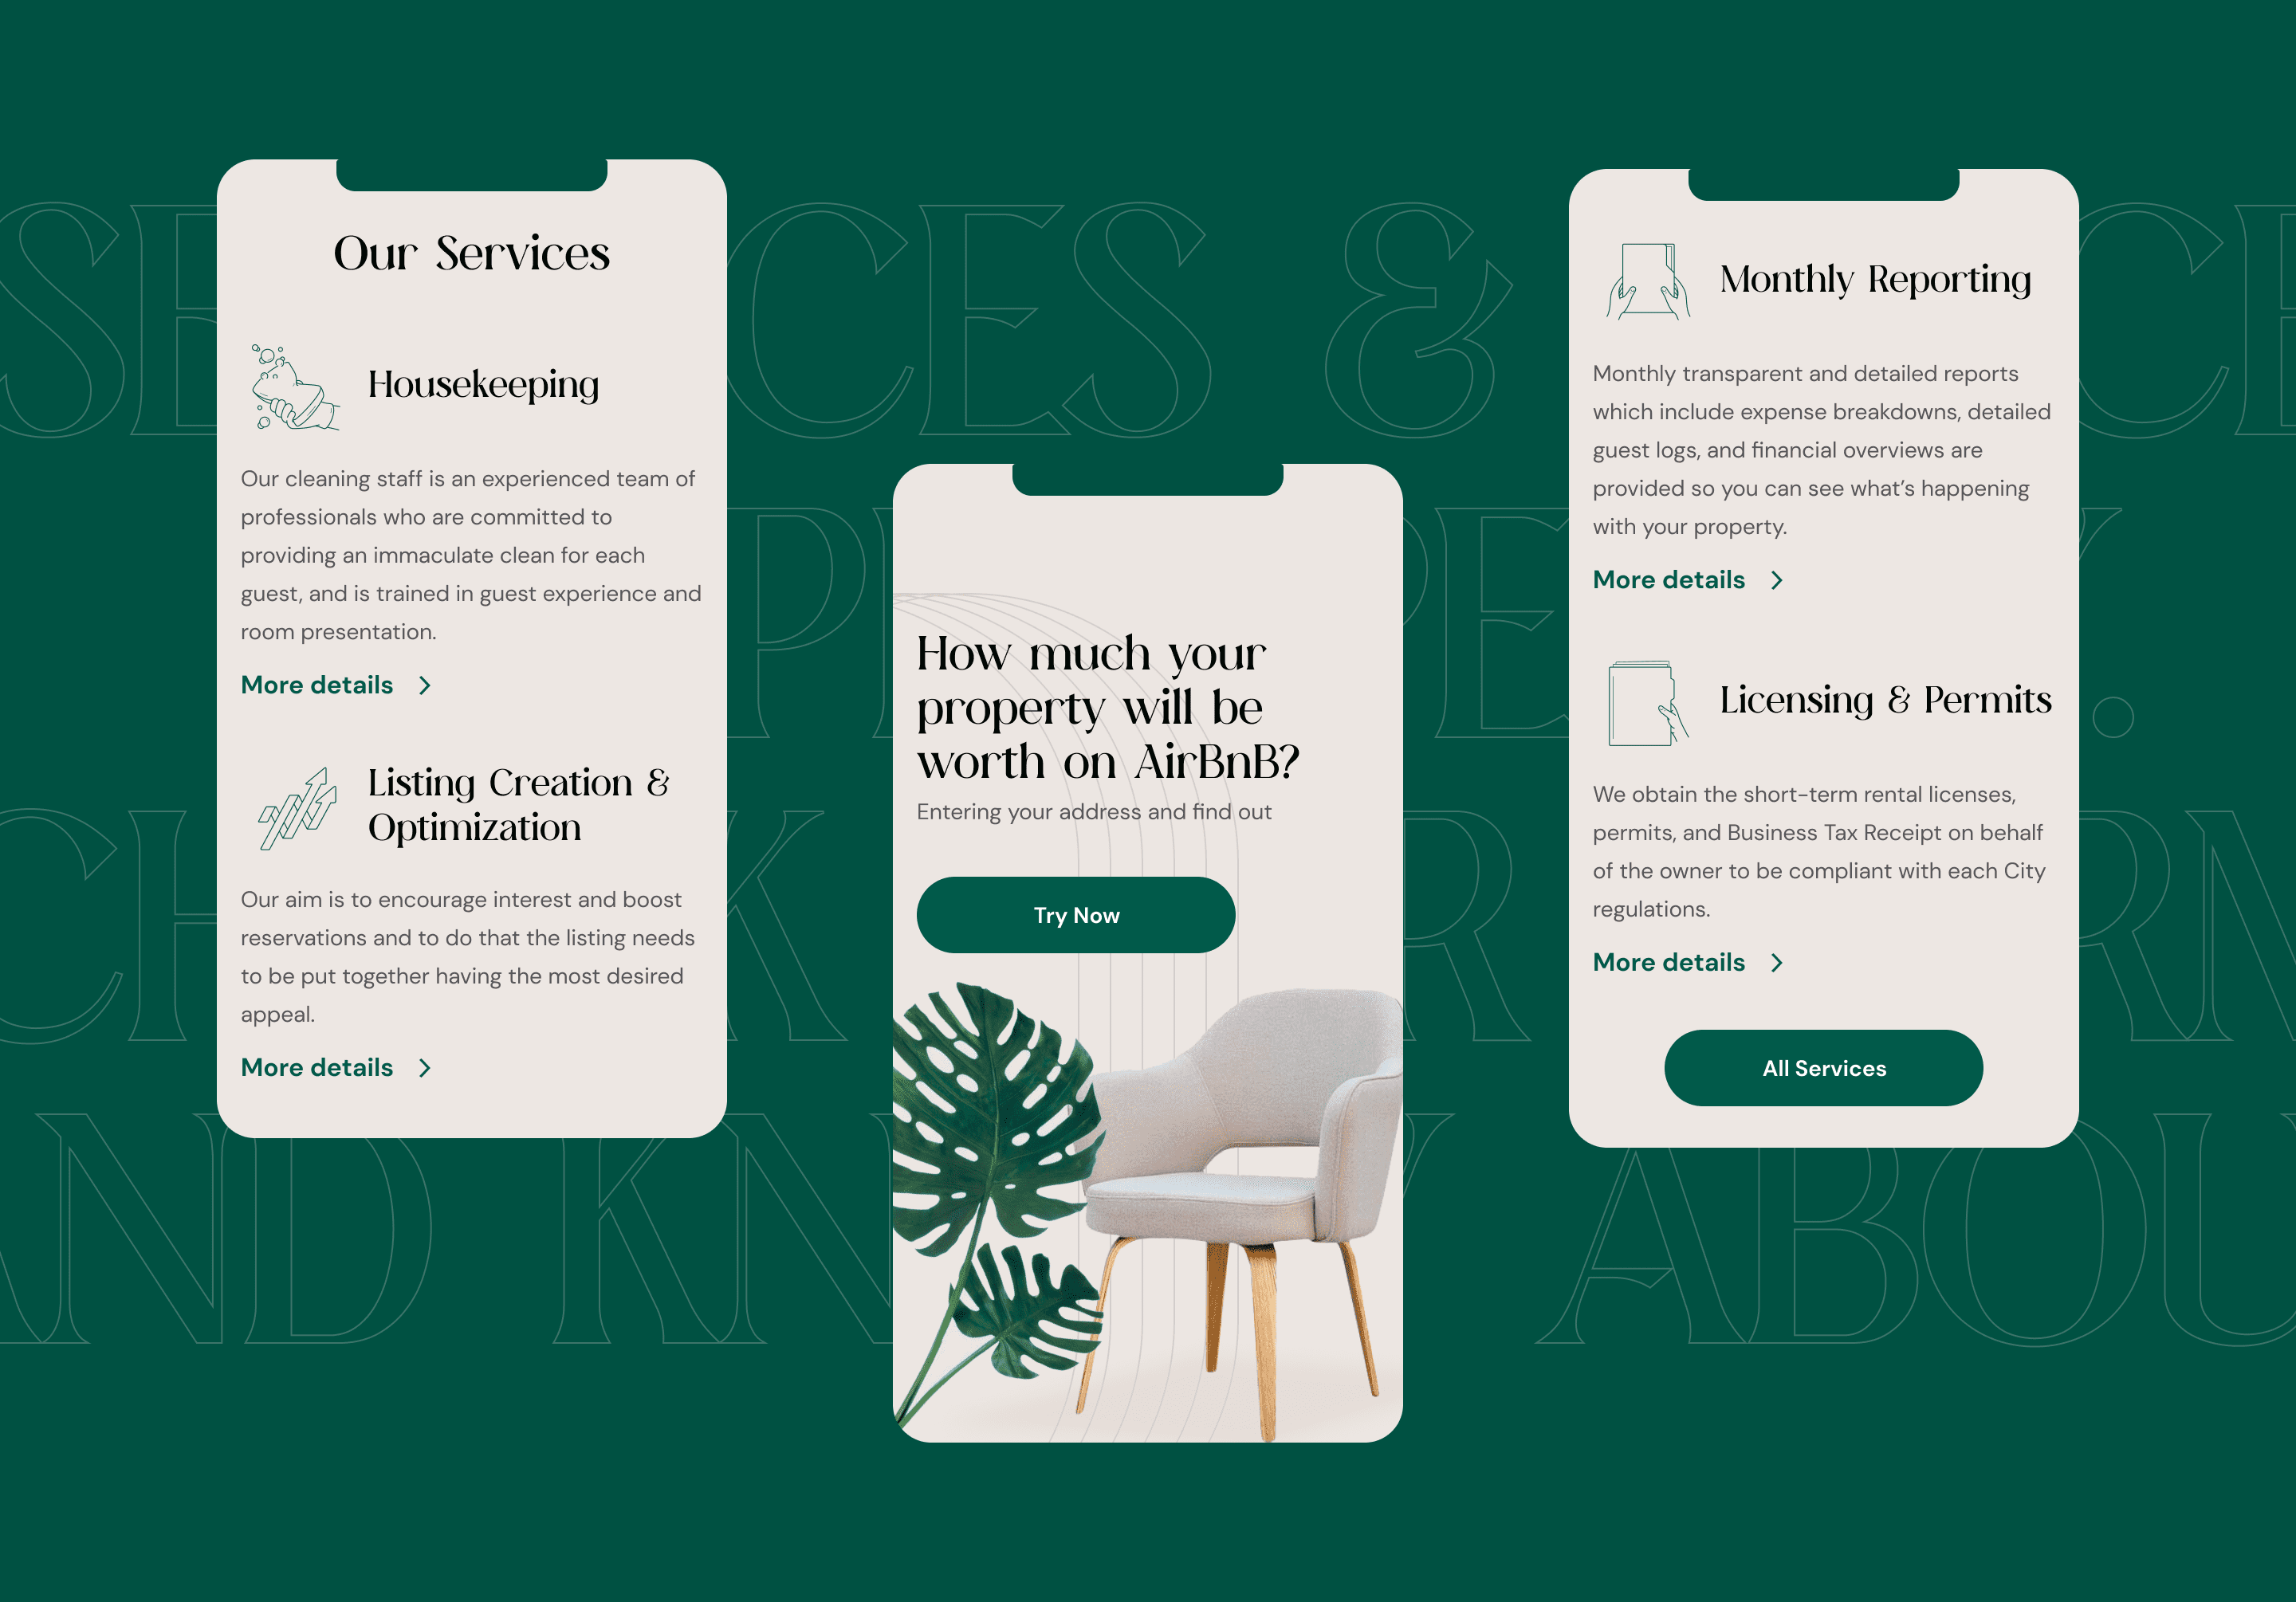 Our Services
Housekeeping
Our cleaning staff is an experienced team of
professionals who are committed to
providing an immaculate clean for each
guest, and is trained in guest experience and
room presentation.
More details
Listing Creation &
Optimization
Our aim is to encourage interest and boost
reservations and to do that the listing needs
to be put together having the most desired
appeal.
More details
How much your
property will be
worth on AirBnB?
Entering your address and find out
Try Now
Monthly Reporting
Monthly transparent and detailed reports
which include expense breakdowns, detailed
guest logs, and financial overviews are
provided so you can see what’s happening
with your property.
More details
Licensing & Permits
We obtain the short-term rental licenses,
permits, and Business Tax Receipt on behalf
of the owner to be compliant with each City
regulations.
More details
All Services
&
AND